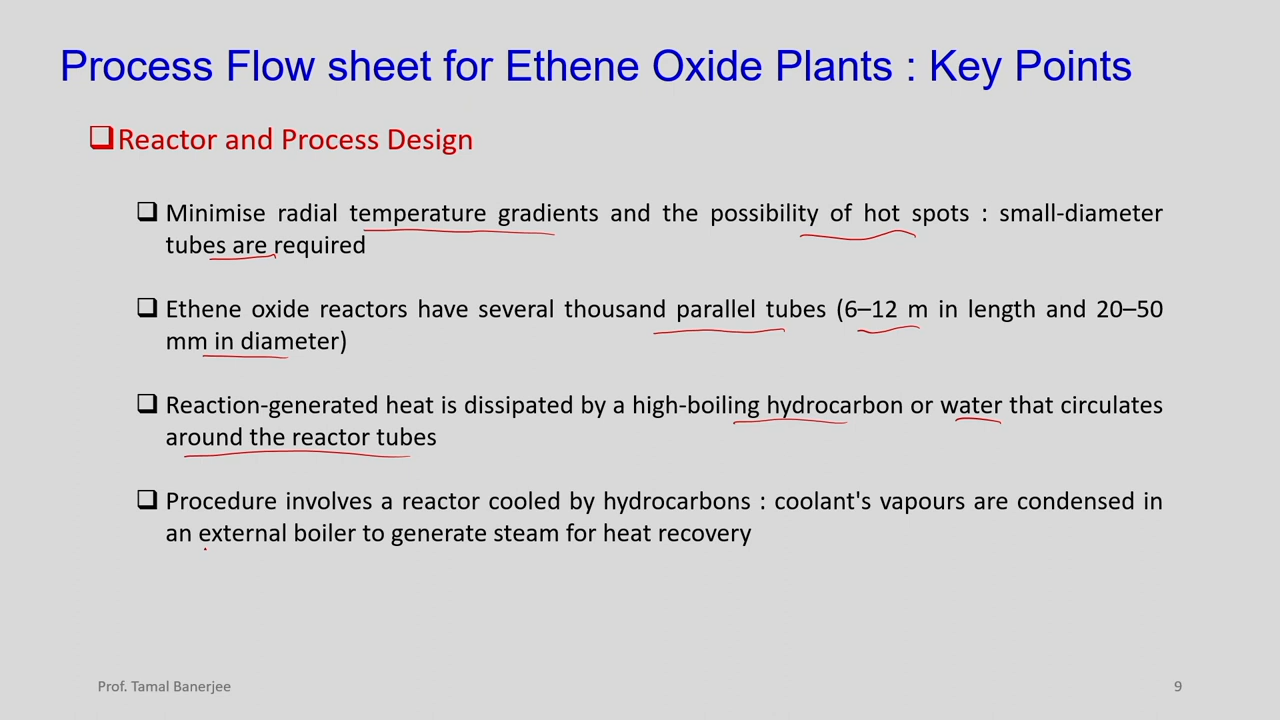 Process Flow sheet for Ethene Oxide Plants : Key Points
Reactor and Process Design
Minimise radial temperature gradients and the possibility of hot spots : small-diameter
tubes are required
Ethene oxide reactors have several thousand parallel tubes (6–12 m in length and 20–50
mm in diameter)
Reaction-generated heat is dissipated by a high-boiling hydrocarbon or water that circulates
around the reactor tubes
Procedure involves a reactor cooled by hydrocarbons : coolant's vapours are condensed in
an external boiler to generate steam for heat recovery
Prof. Tamal Banerjee
9